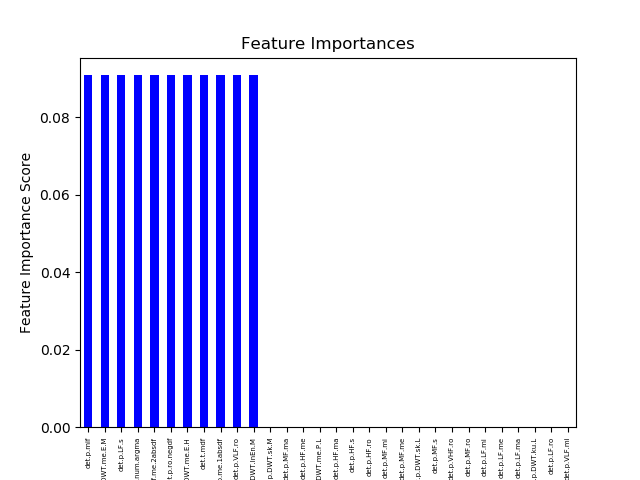 Feature Importances
Feature Importance Score
0.08
0.06
0.04
0.02
0.00
det.p.mif
DWT.me.E.M
det.p.LF.s
.num.argma
f.me.2absdf
t.p.ro.negdf
DWT.me.E.H
det.t.mdf
.me.1absdf
det.p.VLF.ro
DWT.inEn.M
p.DWT.sk.M
det.p.MF.ma
det.p.HF.me
DWT.me.P.L
det.p.HF.ma
det.p.HF.s
det.p.HF.ro
det.p.MF.mi
det.p.MF.me
.p.DWT.sk.L
det.p.MF.s
det.p.VHF.ro
det.p.MF.ro
det.p.LF.mi
det.p.LF.me
det.p.LF.ma
p.DWT.ku.L
det.p.LF.ro
det.p.VLF.mi